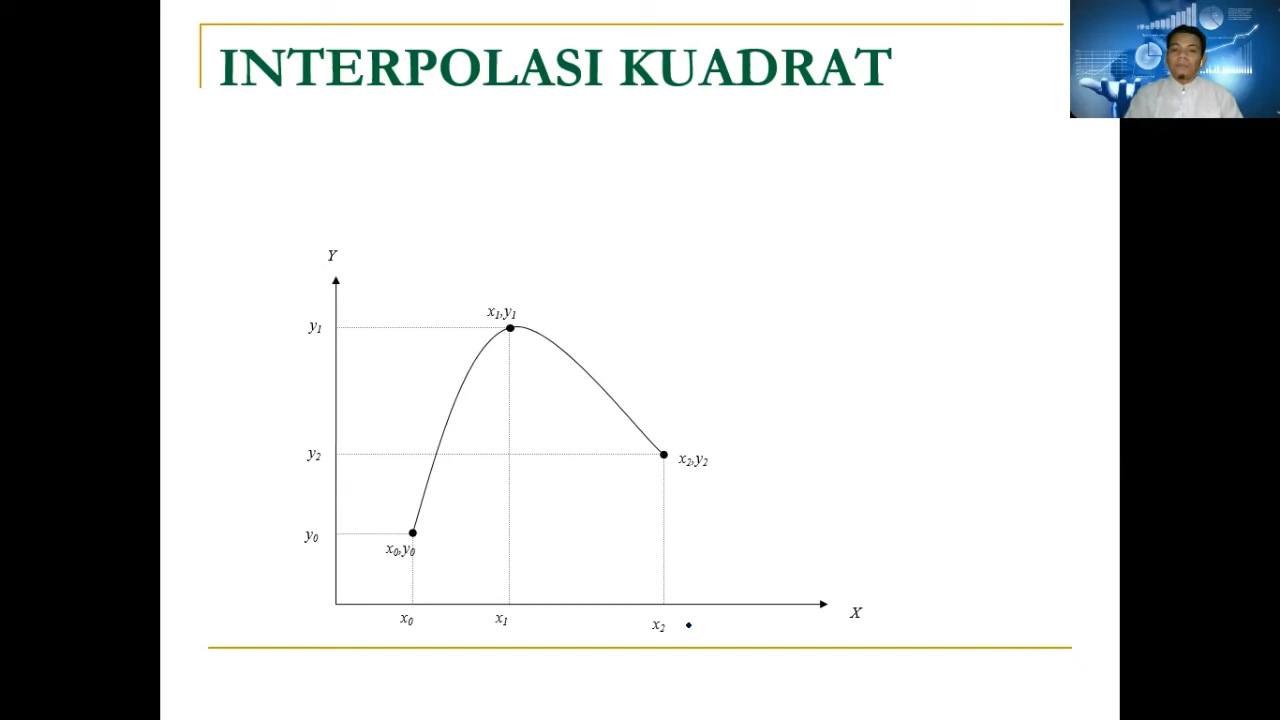 INTERPOLASI KUADRAT
Y
x₁,y₁
y₁
y₂
x₂,y₂
y₀
x₀,y₀
x₀
x₁
x₂
X